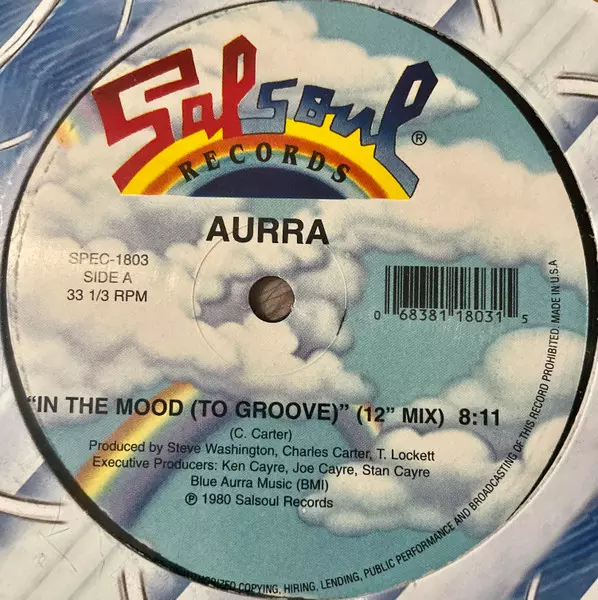 Salsoul®
RECORDS
AURRA
SPEC-1803
SIDE A
33 1/3 RPM
0 68381 18031 5
"IN THE MOOD (TO GROOVE)" (12" MIX) 8:11
(C. Carter)
Produced by Steve Washington, Charles Carter, T. Lockett
Executive Producers: Ken Cayre, Joe Cayre, Stan Cayre
Blue Aurra Music (BMI)
℗ 1980 Salsoul Records
COPYING, HIRING, LENDING, PUBLIC PERFORMANCE AND BROADCASTING OF THIS RECORD PROHIBITED. MADE IN U.S.A